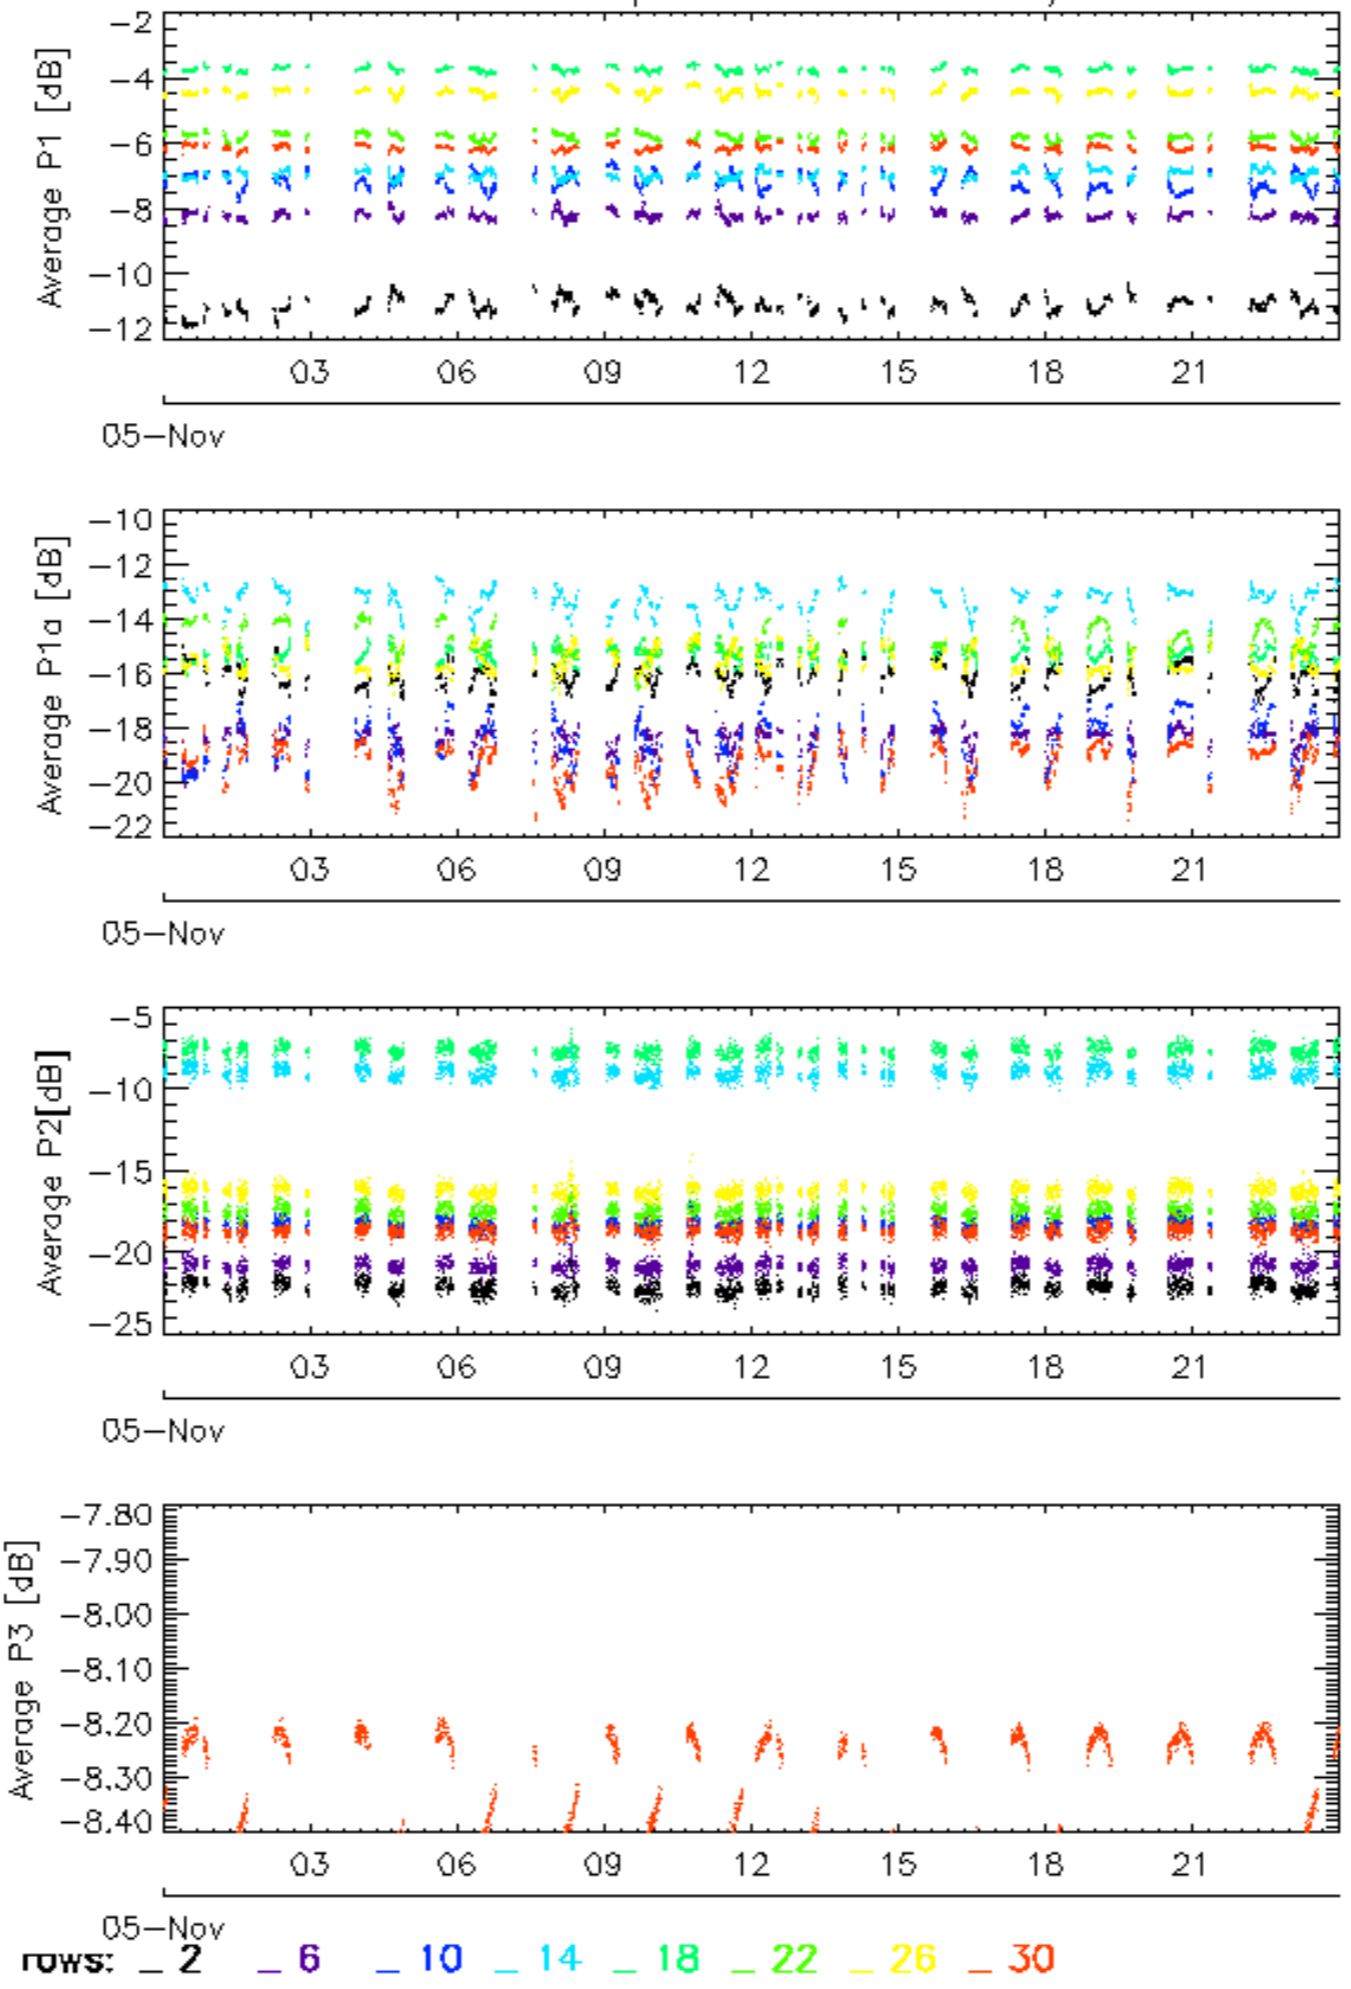 Average P1 [dB]
-2
-4
-6
-8
-10
-12
03 06 09 12 15 18 21
05-Nov
Average P1a [dB]
-10
-12
-14
-16
-18
-20
-22
03 06 09 12 15 18 21
05-Nov
Average P2[dB]
-5
-10
-15
-20
-25
03 06 09 12 15 18 21
05-Nov
Average P3 [dB]
-7.80
-7.90
-8.00
-8.10
-8.20
-8.30
-8.40
03 06 09 12 15 18 21
05-Nov
rows: _ 2 _ 6 _ 10 _ 14 _ 18 _ 22 _ 26 _ 30